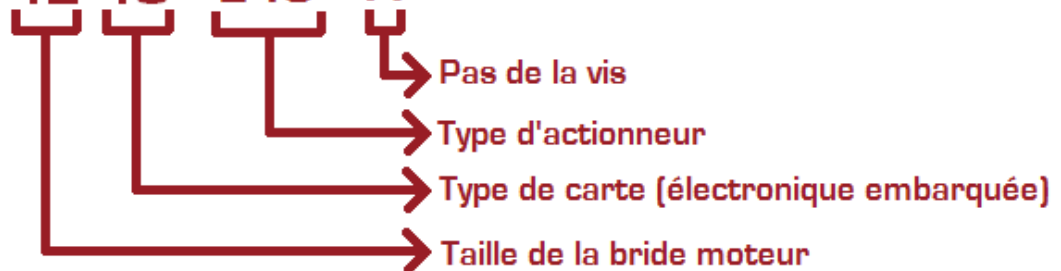 Pas de la vis
Type d'actionneur
Type de carte (électronique embarquée)
Taille de la bride moteur